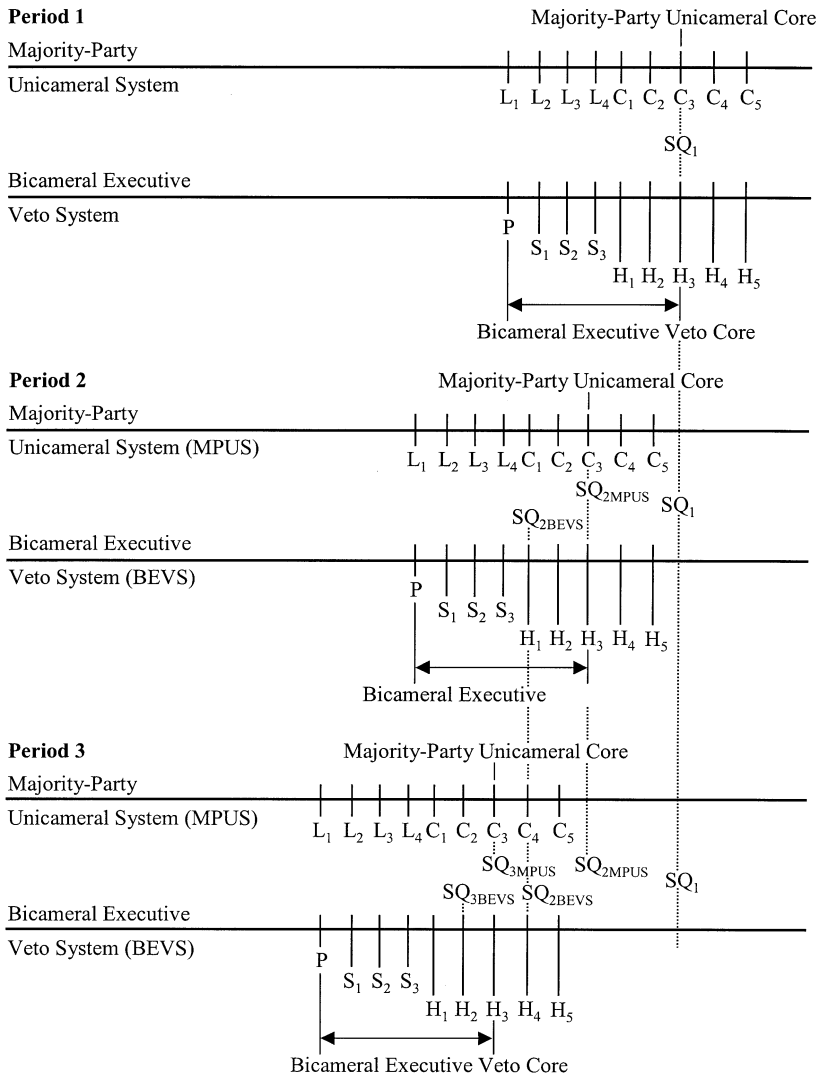 Period 1
Majority-Party Unicameral Core
Majority-Party
Unicameral System
L1 L2 L3 L4 C1 C2 C3 C4 C5
SQ1
Bicameral Executive
Veto System
P
S1 S2 S3
H1 H2 H3 H4 H5
Bicameral Executive Veto Core
Period 2
Majority-Party Unicameral Core
Majority-Party
Unicameral System (MPUS)
L1 L2 L3 L4 C1 C2 C3 C4 C5
SQ2MPUS
SQ1
SQ2BEVS
Bicameral Executive
Veto System (BEVS)
P
S1 S2 S3
H1 H2 H3 H4 H5
Bicameral Executive
Period 3
Majority-Party Unicameral Core
Majority-Party
Unicameral System (MPUS)
L1 L2 L3 L4 C1 C2 C3 C4 C5
SQ3MPUS SQ2MPUS
SQ1
SQ3BEVS SQ2BEVS
Bicameral Executive
Veto System (BEVS)
P
S1 S2 S3
H1 H2 H3 H4 H5
Bicameral Executive Veto Core